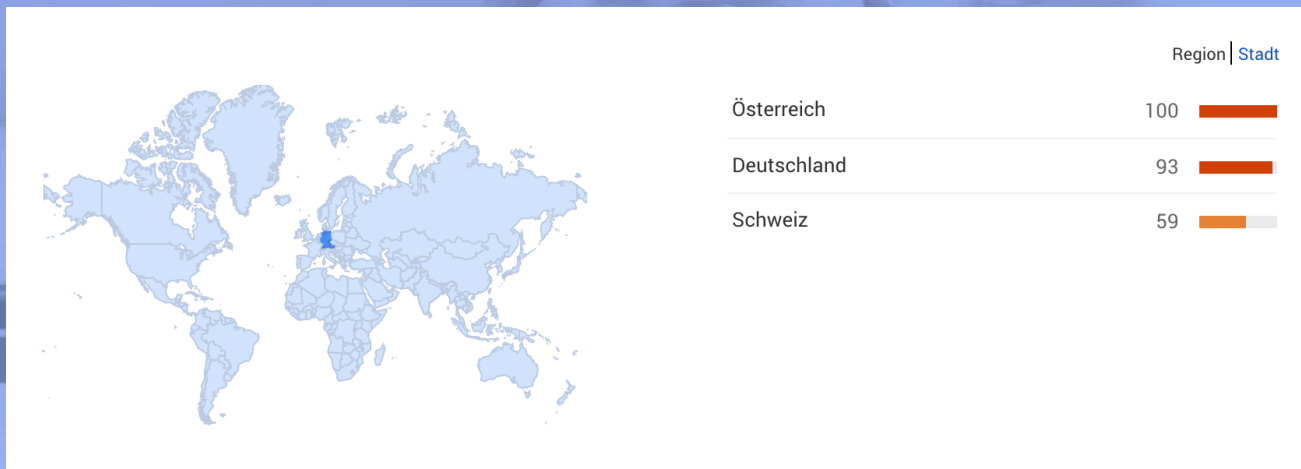 Region Stadt
Österreich 100
Deutschland 93
Schweiz 59